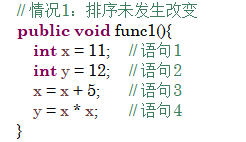 //情况1：排序未发生改变
public void func1(){
int x = 11; //语句1
int y = 12; //语句2
x = x + 5; //语句3
y = x * x; //语句4
}